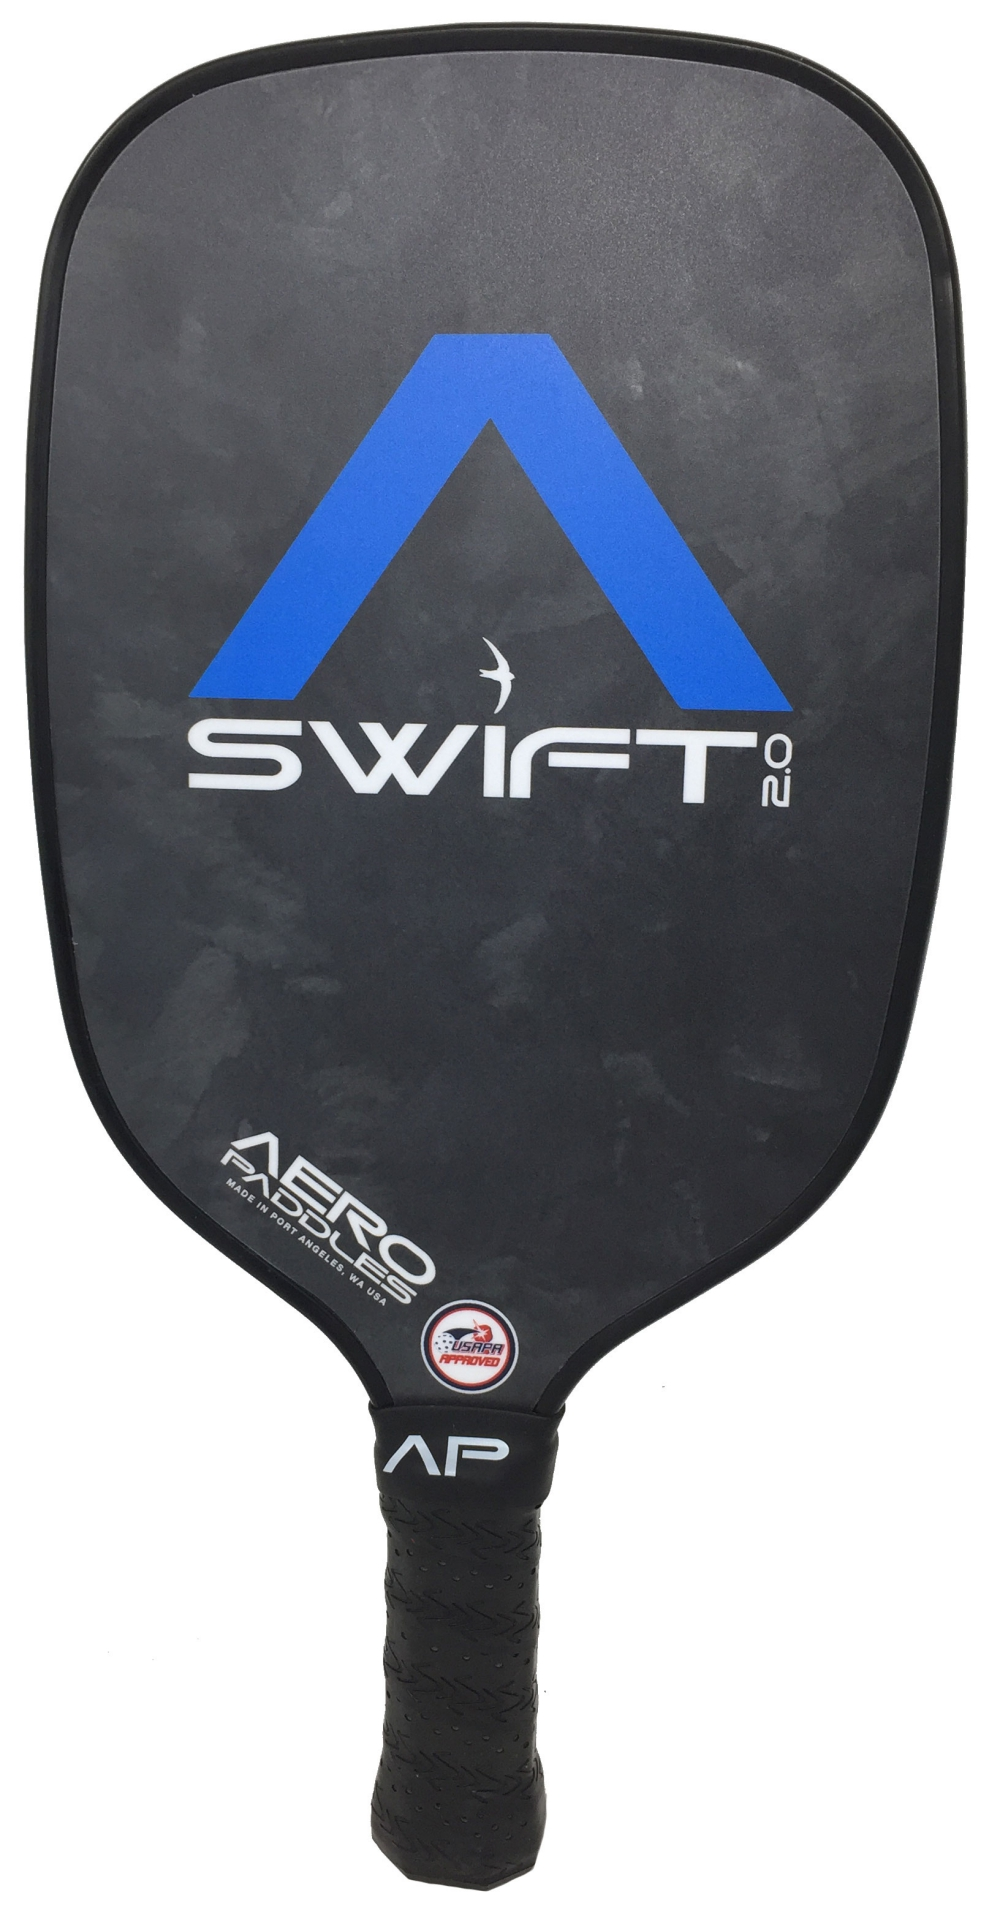 SWIFT 2.0
AERO
PADDLES
MADE IN PORT ANGELES, WA USA
USAPA
APPROVED
AP